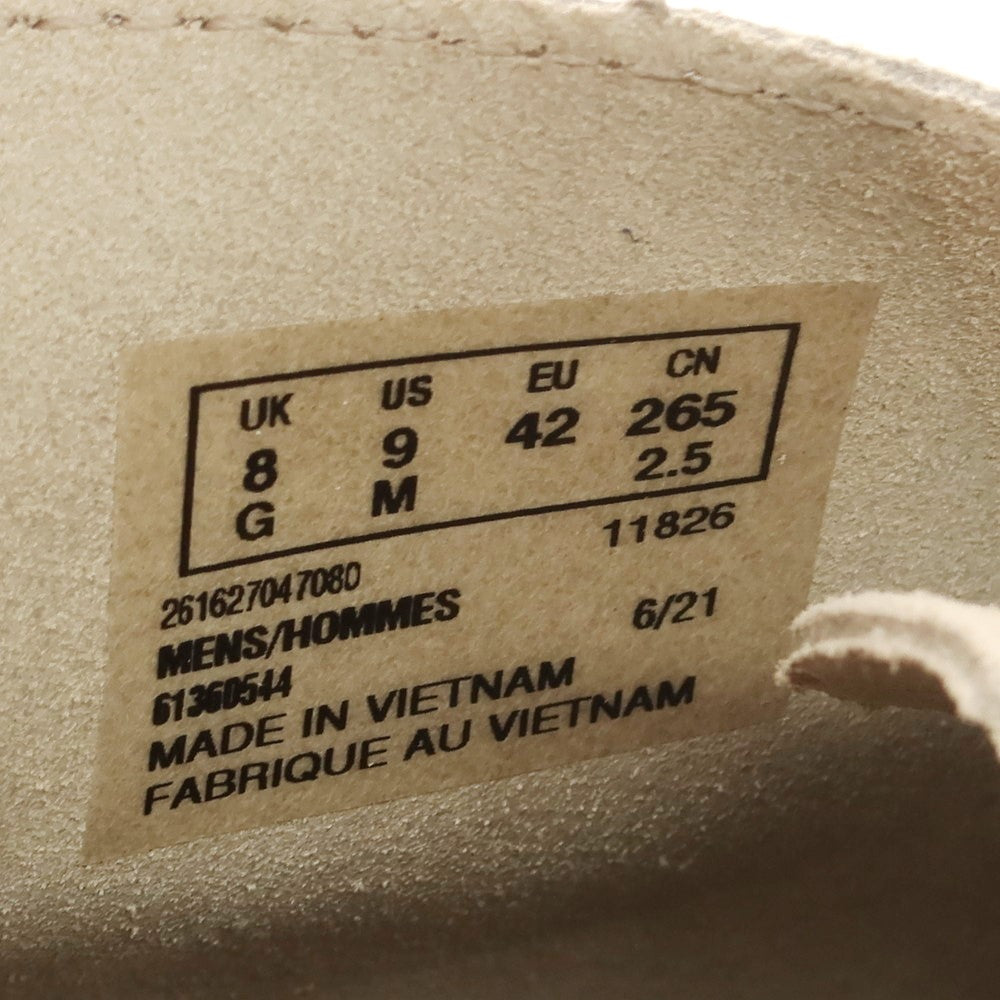 UK US EU CN
8 9 42 265
G M 2.5
11826
261627047080
MENS/HOMMES 6/21
61360544
MADE IN VIETNAM
FABRIQUE AU VIETNAM